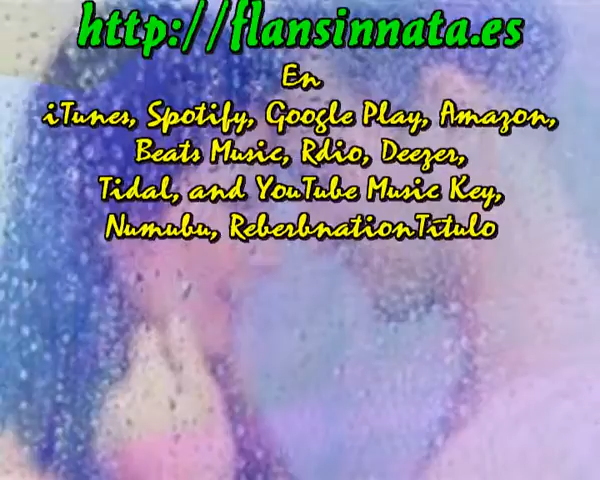 http://flansinnata.es
En
iTunes, Spotify, Google Play, Amazon,
Beats Music, Rdio, Deezer,
Tidal, and YouTube Music Key,
Numubu, ReberbnationTítulo